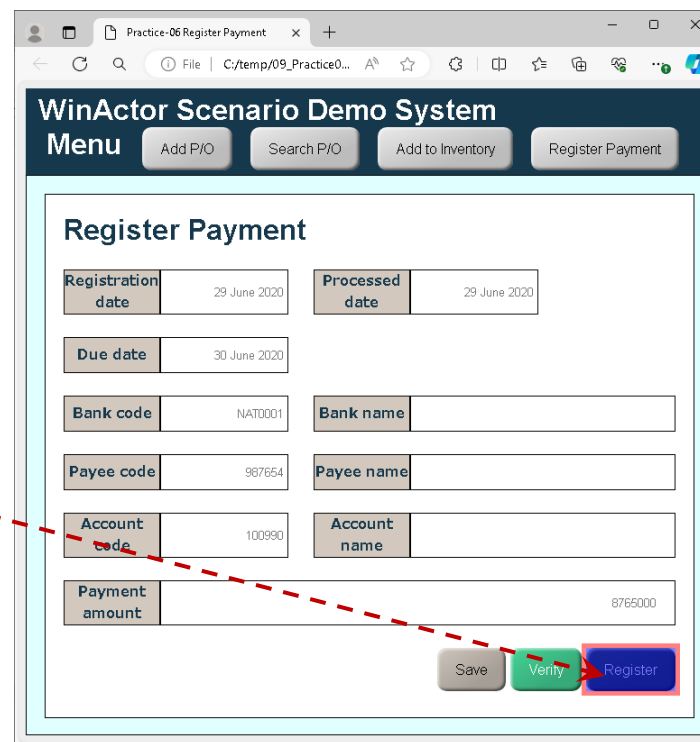 Practice-06 Register Payment
File | C:/temp/09_Practice0...
WinActor Scenario Demo System
Menu Add P/O Search P/O Add to Inventory Register Payment
Register Payment
Registration date 29 June 2020 Processed date 29 June 2020
Due date 30 June 2020
Bank code NAT0001 Bank name
Payee code 987654 Payee name
Account code 100990 Account name
Payment amount 8765000
Save Verify Register